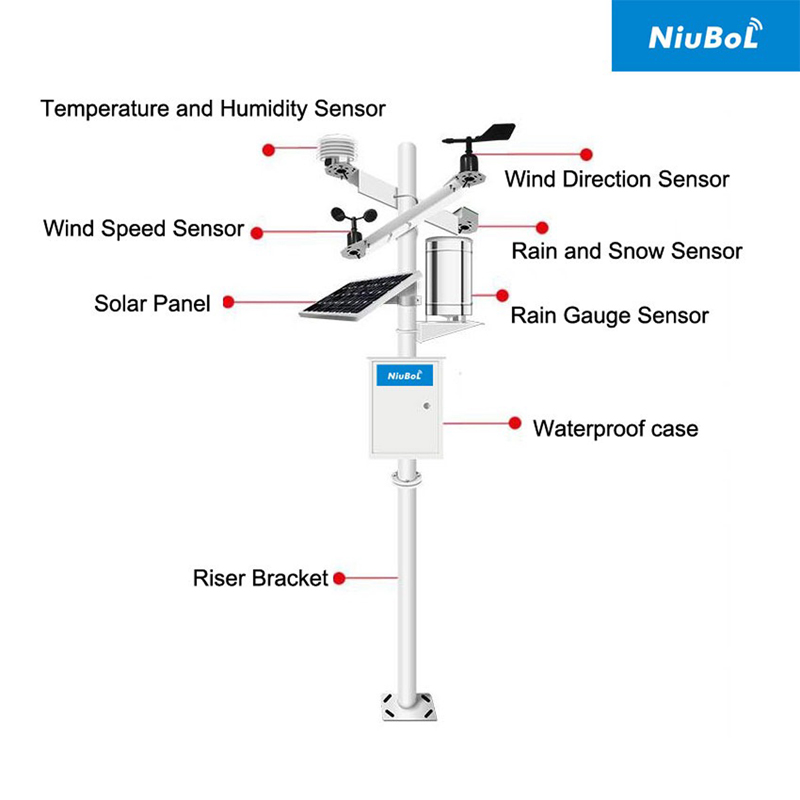 NiuBoL
Temperature and Humidity Sensor
Wind Direction Sensor
Wind Speed Sensor
Rain and Snow Sensor
Solar Panel
Rain Gauge Sensor
NiuBoL
Waterproof case
Riser Bracket